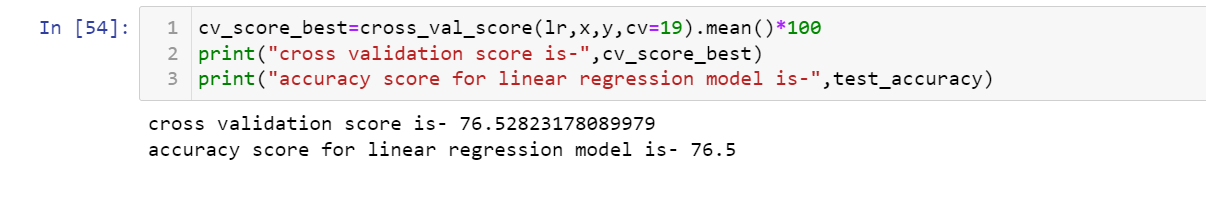 In [54]:
1 cv_score_best=cross_val_score(lr,x,y,cv=19).mean()*100
2 print("cross validation score is-",cv_score_best)
3 print("accuracy score for linear regression model is-",test_accuracy)
cross validation score is- 76.52823178089979
accuracy score for linear regression model is- 76.5